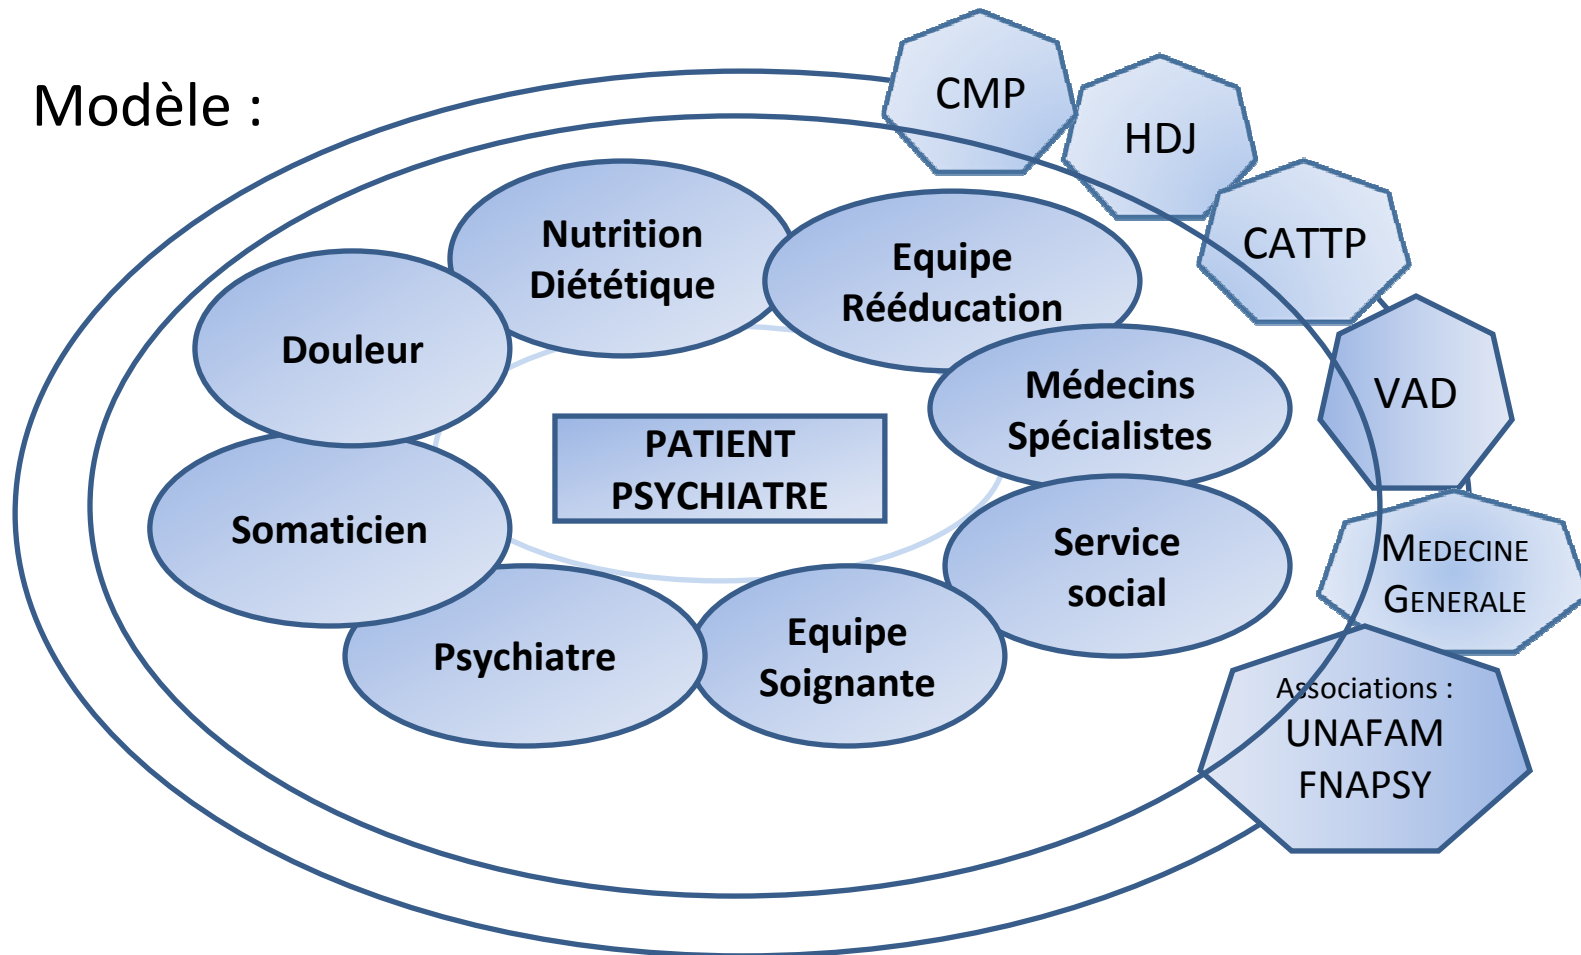 Modèle :
CMP
HDJ
CATTP
VAD
MEDECINE
GENERALE
Associations :
UNAFAM
FNAPSY
Nutrition
Diététique
Equipe
Rééducation
Douleur
Médecins
Spécialistes
PATIENT
PSYCHIATRE
Somaticien
Service
social
Psychiatre
Equipe
Soignante